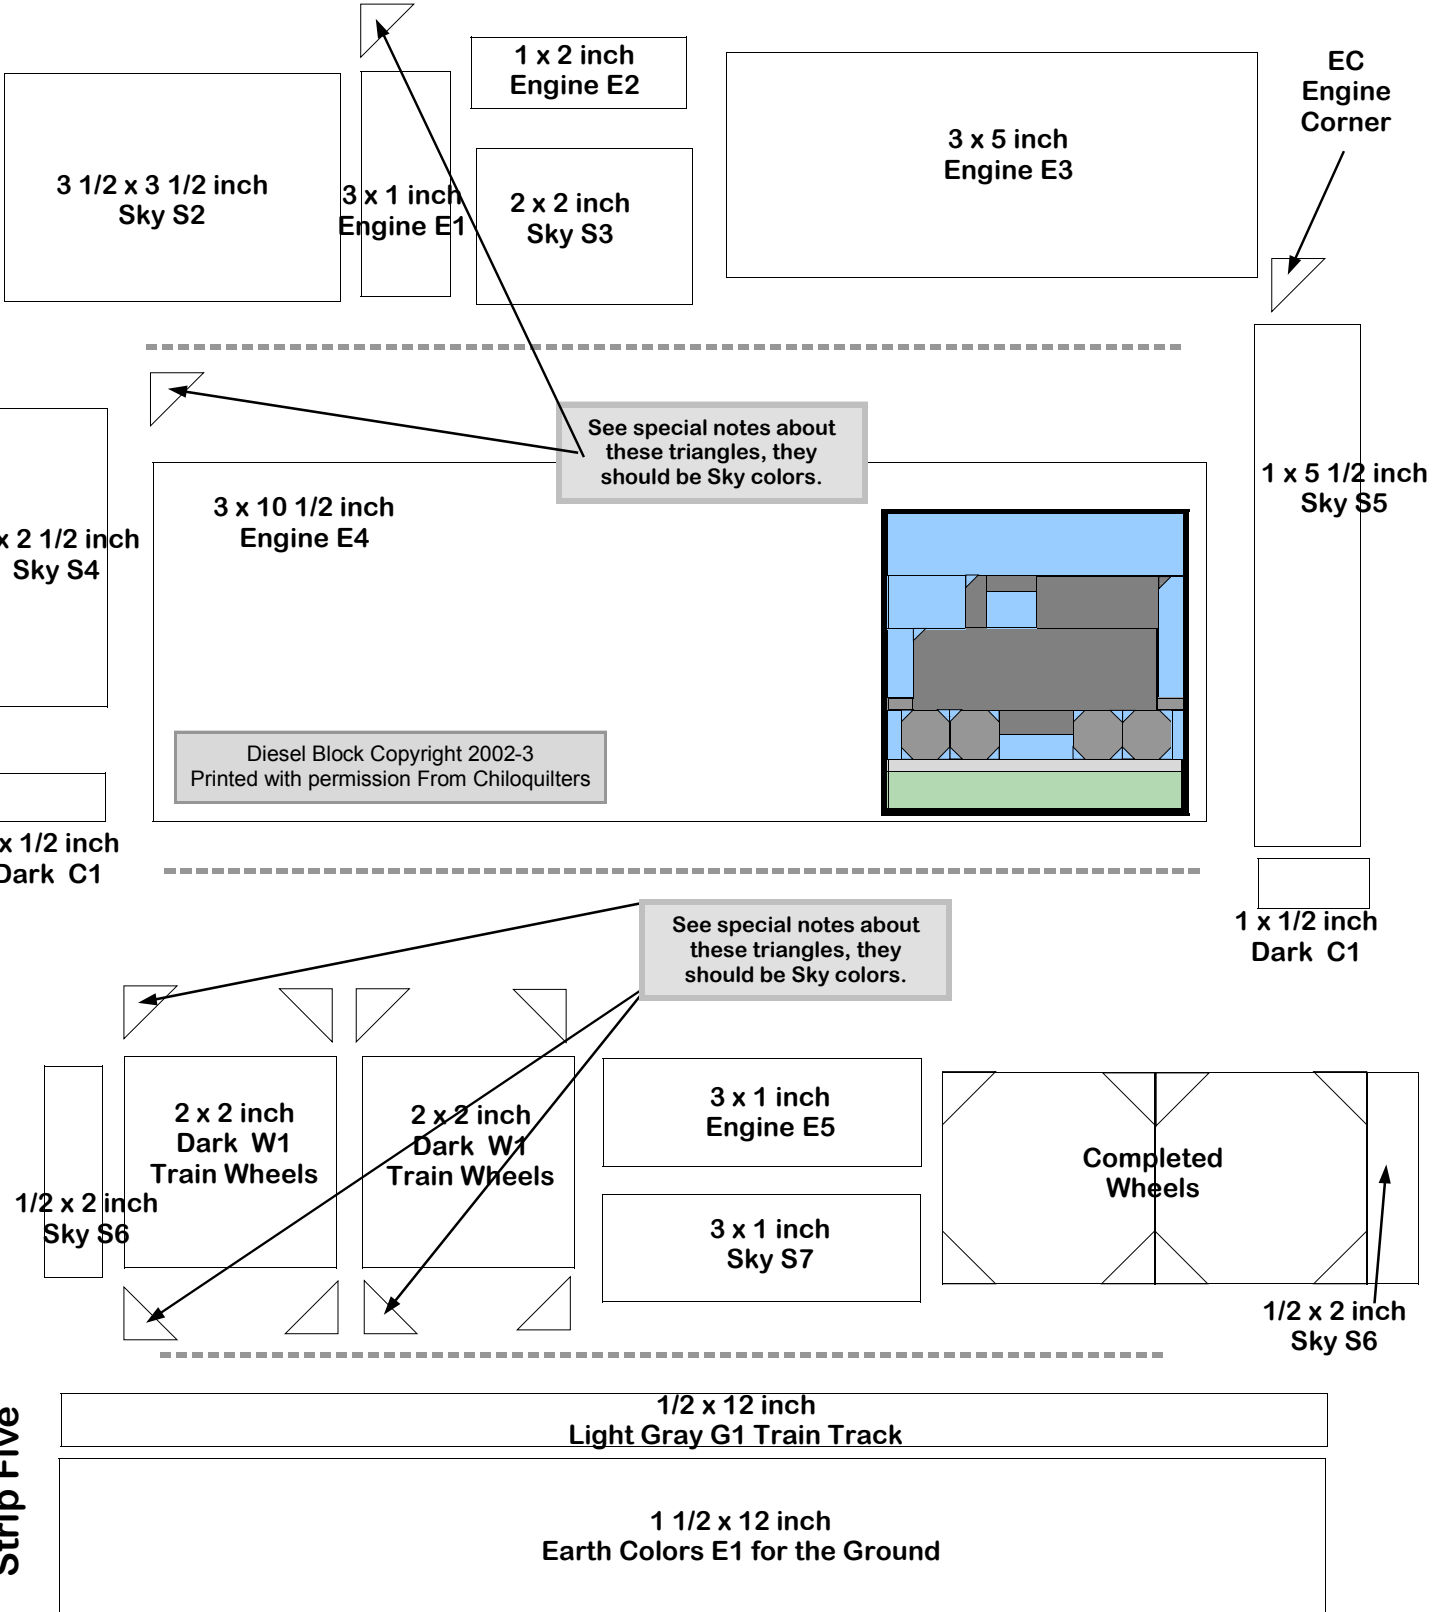 1 x 2 inch
Engine E2
EC
Engine
Corner
3 x 5 inch
Engine E3
3 1/2 x 3 1/2 inch
Sky S2
3 x 1 inch
Engine E1
2 x 2 inch
Sky S3
See special notes about
these triangles, they
should be Sky colors.
1 x 5 1/2 inch
Sky S5
3 x 10 1/2 inch
Engine E4
x 2 1/2 inch
Sky S4
Diesel Block Copyright 2002-3
Printed with permission From Chiloquilters
x 1/2 inch
Dark C1
1 x 1/2 inch
Dark C1
See special notes about
these triangles, they
should be Sky colors.
2 x 2 inch
Dark W1
Train Wheels
2 x 2 inch
Dark W1
Train Wheels
3 x 1 inch
Engine E5
Completed
Wheels
1/2 x 2 inch
Sky S6
3 x 1 inch
Sky S7
1/2 x 2 inch
Sky S6
Strip Five
1/2 x 12 inch
Light Gray G1 Train Track
1 1/2 x 12 inch
Earth Colors E1 for the Ground